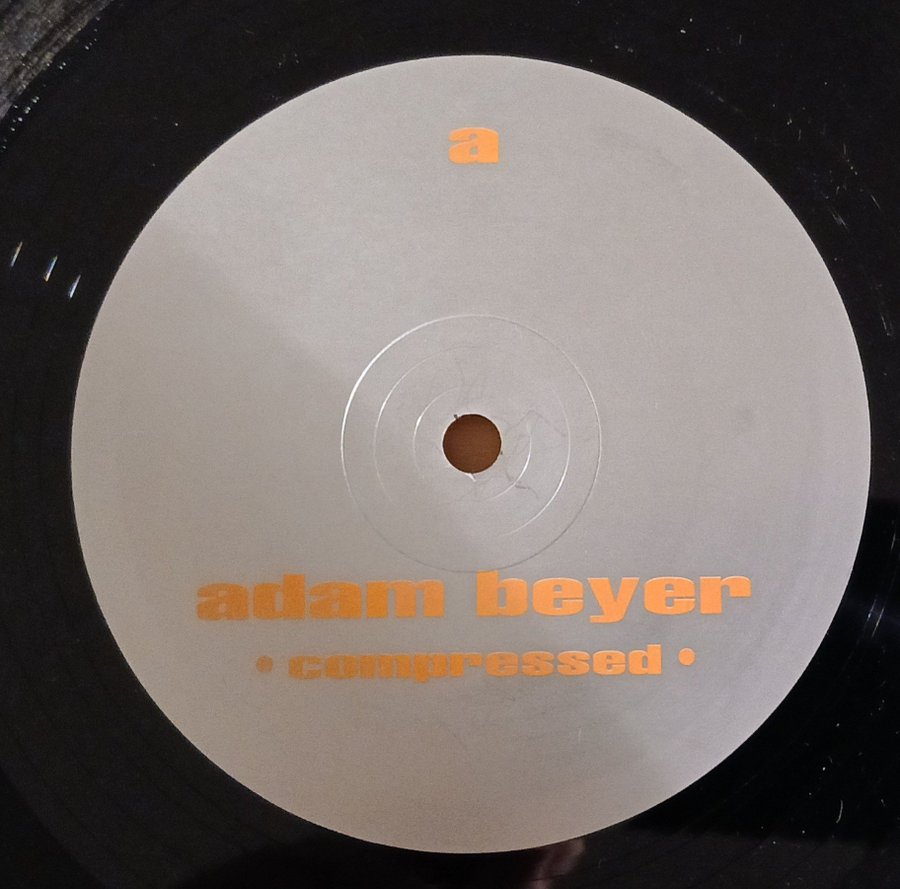 a
adam beyer
• compressed •